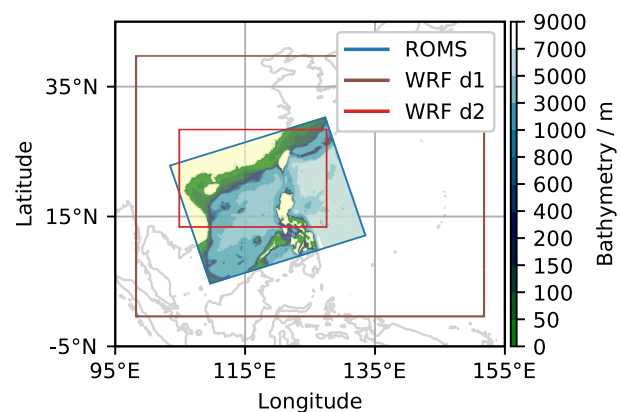 ROMS
WRF d1
WRF d2
35°N
15°N
-5°N
Latitude
95°E
115°E
135°E
155°E
Longitude
9000
7000
5000
3000
1000
800
600
400
200
150
100
50
0
Bathymetry / m